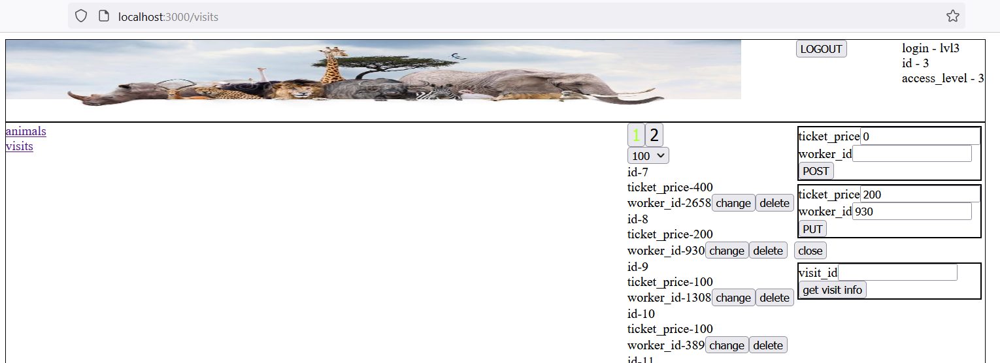 localhost:3000/visits
LOGOUT
login - lvl3
id - 3
access_level - 3
animals
visits
1 2
100
id-7
ticket_price-400
worker_id-2658 change delete
id-8
ticket_price-200
worker_id-930 change delete
id-9
ticket_price-100
worker_id-1308 change delete
id-10
ticket_price-100
worker_id-389 change delete
id-11
ticket_price 0
worker_id
POST
ticket_price 200
worker_id 930
PUT
close
visit_id
get visit info